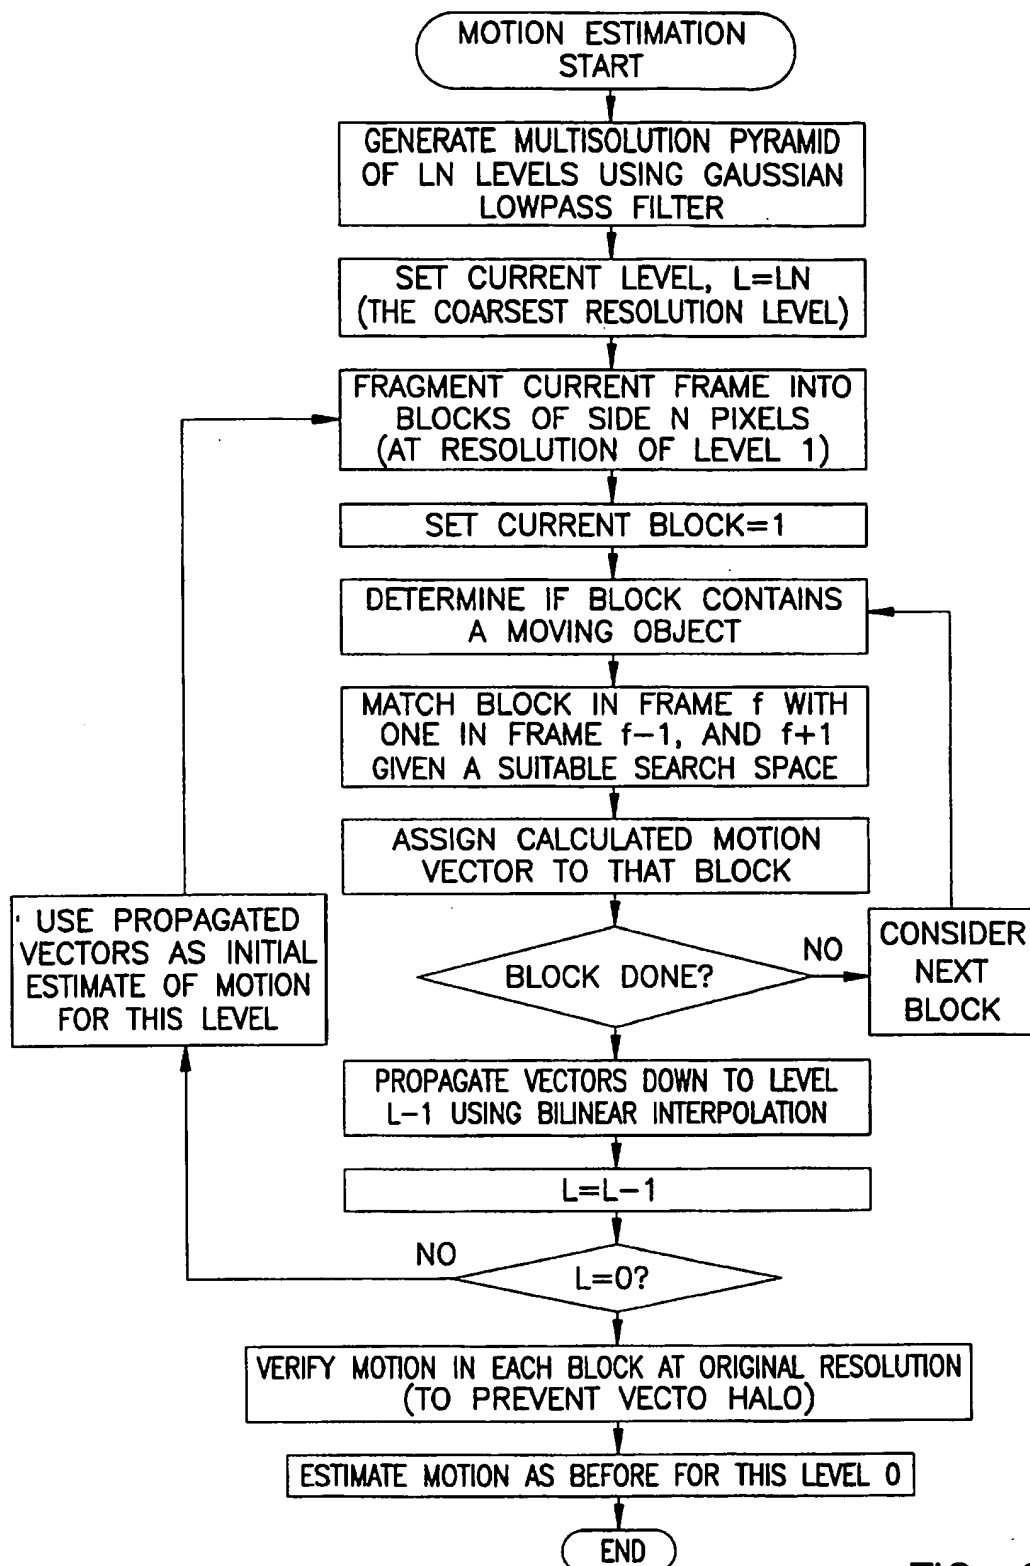 MOTION ESTIMATION
START
GENERATE MULTISOLUTION PYRAMID
OF LN LEVELS USING GAUSSIAN
LOWPASS FILTER
SET CURRENT LEVEL, L=LN
(THE COARSEST RESOLUTION LEVEL)
FRAGMENT CURRENT FRAME INTO
BLOCKS OF SIDE N PIXELS
(AT RESOLUTION OF LEVEL 1)
SET CURRENT BLOCK=1
DETERMINE IF BLOCK CONTAINS
A MOVING OBJECT
MATCH BLOCK IN FRAME f WITH
ONE IN FRAME f-1, AND f+1
GIVEN A SUITABLE SEARCH SPACE
ASSIGN CALCULATED MOTION
VECTOR TO THAT BLOCK
USE PROPAGATED
VECTORS AS INITIAL
ESTIMATE OF MOTION
FOR THIS LEVEL
BLOCK DONE?
NO
CONSIDER
NEXT
BLOCK
PROPAGATE VECTORS DOWN TO LEVEL
L-1 USING BILINEAR INTERPOLATION
L=L-1
NO
L=0?
VERIFY MOTION IN EACH BLOCK AT ORIGINAL RESOLUTION
(TO PREVENT VECTO HALO)
ESTIMATE MOTION AS BEFORE FOR THIS LEVEL 0
END